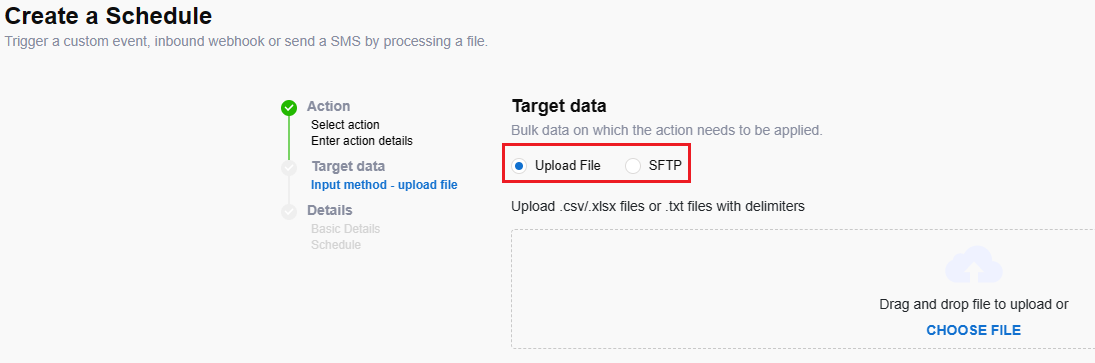 Create a Schedule
Trigger a custom event, inbound webhook or send a SMS by processing a file.
Action
Select action
Enter action details
Target data
Input method - upload file
Details
Basic Details
Schedule
Target data
Bulk data on which the action needs to be applied.
Upload File SFTP
Upload .csv/.xlsx files or .txt files with delimiters
Drag and drop file to upload or
CHOOSE FILE